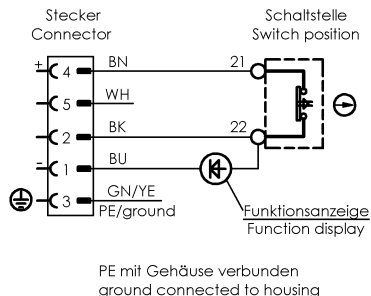 Stecker
Connector
Schaltstelle
Switch position
+ 4 BN 21
5 WH
2 BK 22
- 1 BU
3 GN/YE
PE/ground
Funktionsanzeige
Function display
PE mit Gehäuse verbunden
ground connected to housing